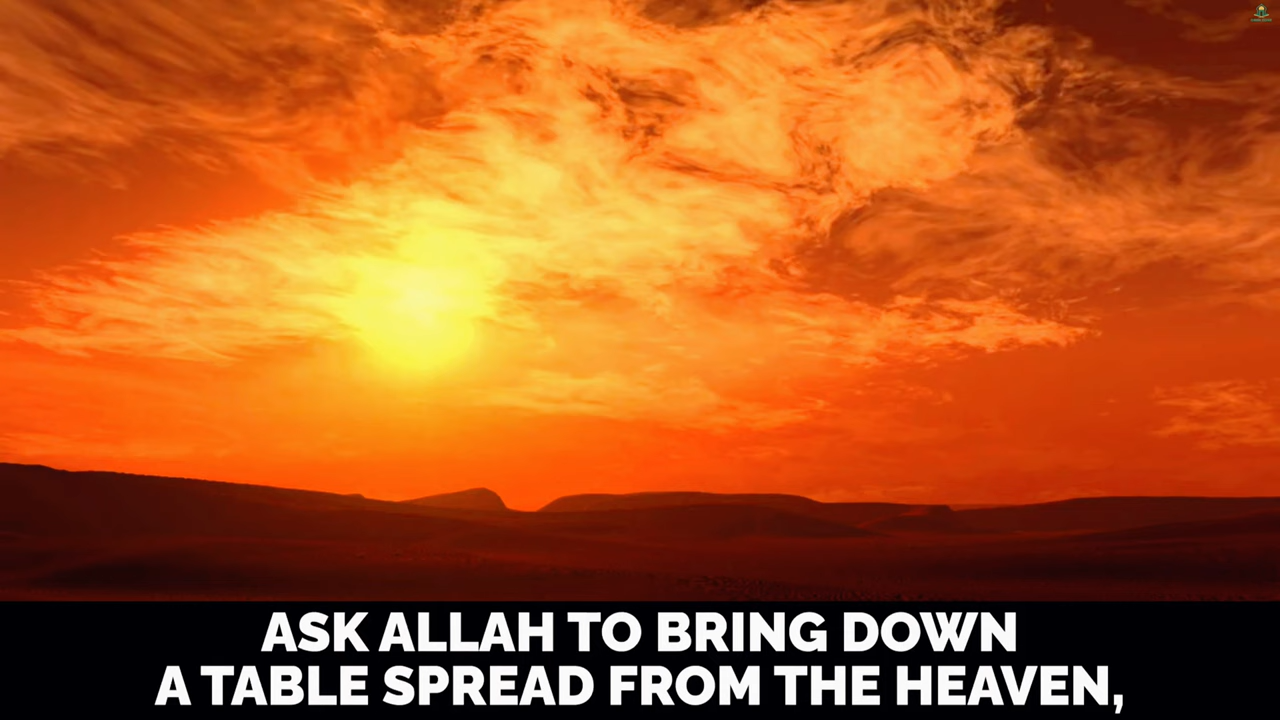 ASK ALLAH TO BRING DOWN
A TABLE SPREAD FROM THE HEAVEN,